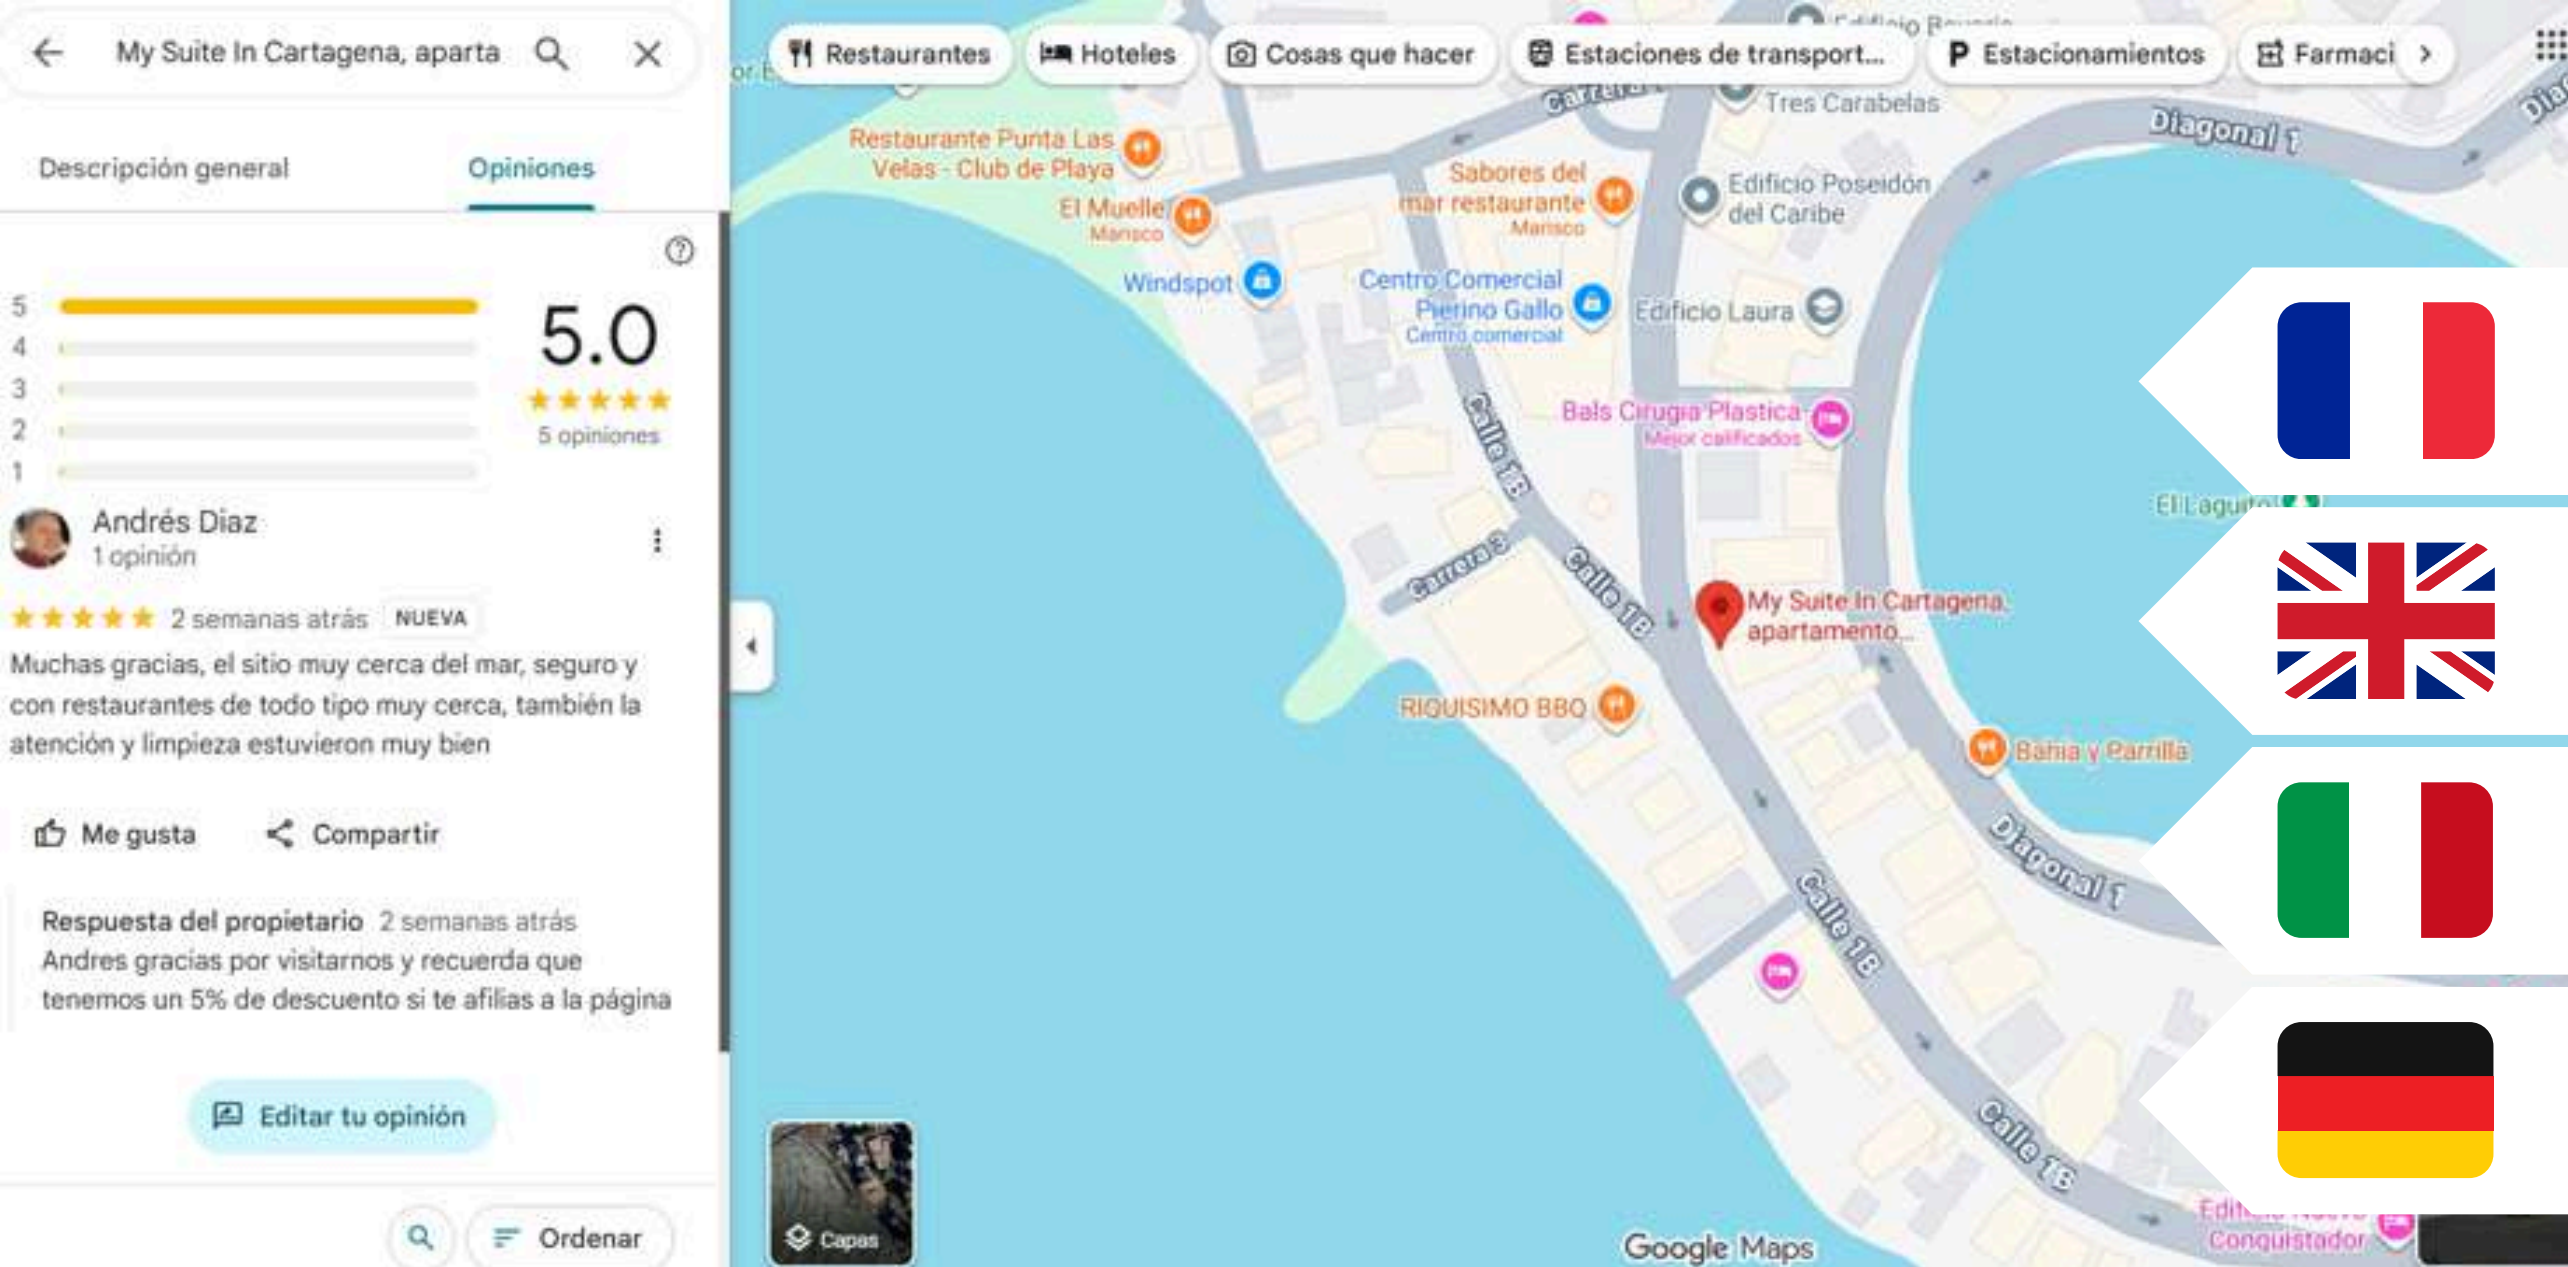 My Suite In Cartagena, aparta
Descripción general
Opiniones
5
4
3
2
1
5.0
5 opiniones
Andrés Diaz
1 opinión
2 semanas atrás NUEVA
Muchas gracias, el sitio muy cerca del mar, seguro y
con restaurantes de todo tipo muy cerca, también la
atención y limpieza estuvieron muy bien
Me gusta
Compartir
Respuesta del propietario 2 semanas atrás
Andres gracias por visitarnos y recuerda que
tenemos un 5% de descuento si te afilias a la página
Editar tu opinión
Ordenar
Restaurantes
Hoteles
Cosas que hacer
Estaciones de transport...
P Estacionamientos
Farmaci
Carrera
Tres Carabelas
Diagonal 1
Restaurante Punta Las
Velas - Club de Playa
El Muelle
Marisco
Sabores del
mar restaurante
Marisco
Edificio Poseidón
del Caribe
Windspot
Centro Comercial
Pierino Gallo
Centro comercial
Edificio Laura
Calle 1B
Bals Cirugia Plastica
Mejor calificados
El Laguito
Carrera 3
Calle 1B
My Suite In Cartagena,
apartamento...
RIQUISIMO BBQ
Bahia y Parrilla
Diagonal 1
Calle 1B
Calle 1B
Conquistador
Capas
Google Maps